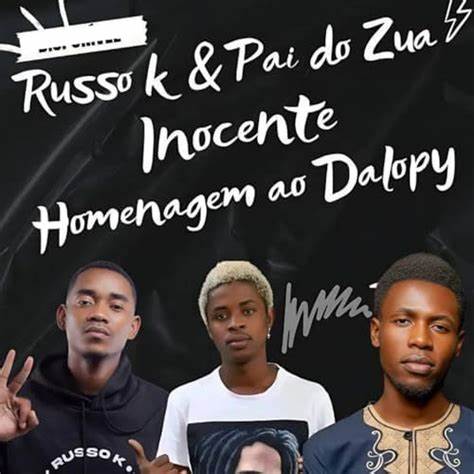 Russo k & Pai do Zua
Inocente
Homenagem ao Dalopy
RUSSO K